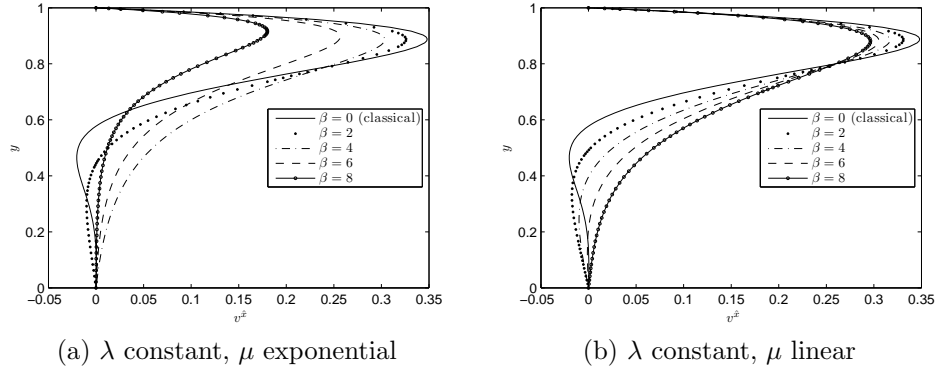 1
0.8
0.6
0.4
0.2
0
y
−0.05 0 0.05 0.1 0.15 0.2 0.25 0.3 0.35
v^x̂
β = 0 (classical)
β = 2
β = 4
β = 6
β = 8
(a) λ constant, μ exponential
1
0.8
0.6
0.4
0.2
0
y
−0.05 0 0.05 0.1 0.15 0.2 0.25 0.3 0.35
v^x̂
β = 0 (classical)
β = 2
β = 4
β = 6
β = 8
(b) λ constant, μ linear